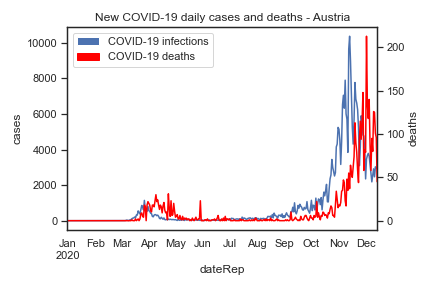 New COVID-19 daily cases and deaths - Austria
COVID-19 infections
COVID-19 deaths
10000
8000
6000
4000
2000
0
cases
200
150
100
50
0
deaths
Jan Feb Mar Apr May Jun Jul Aug Sep Oct Nov Dec
2020
dateRep